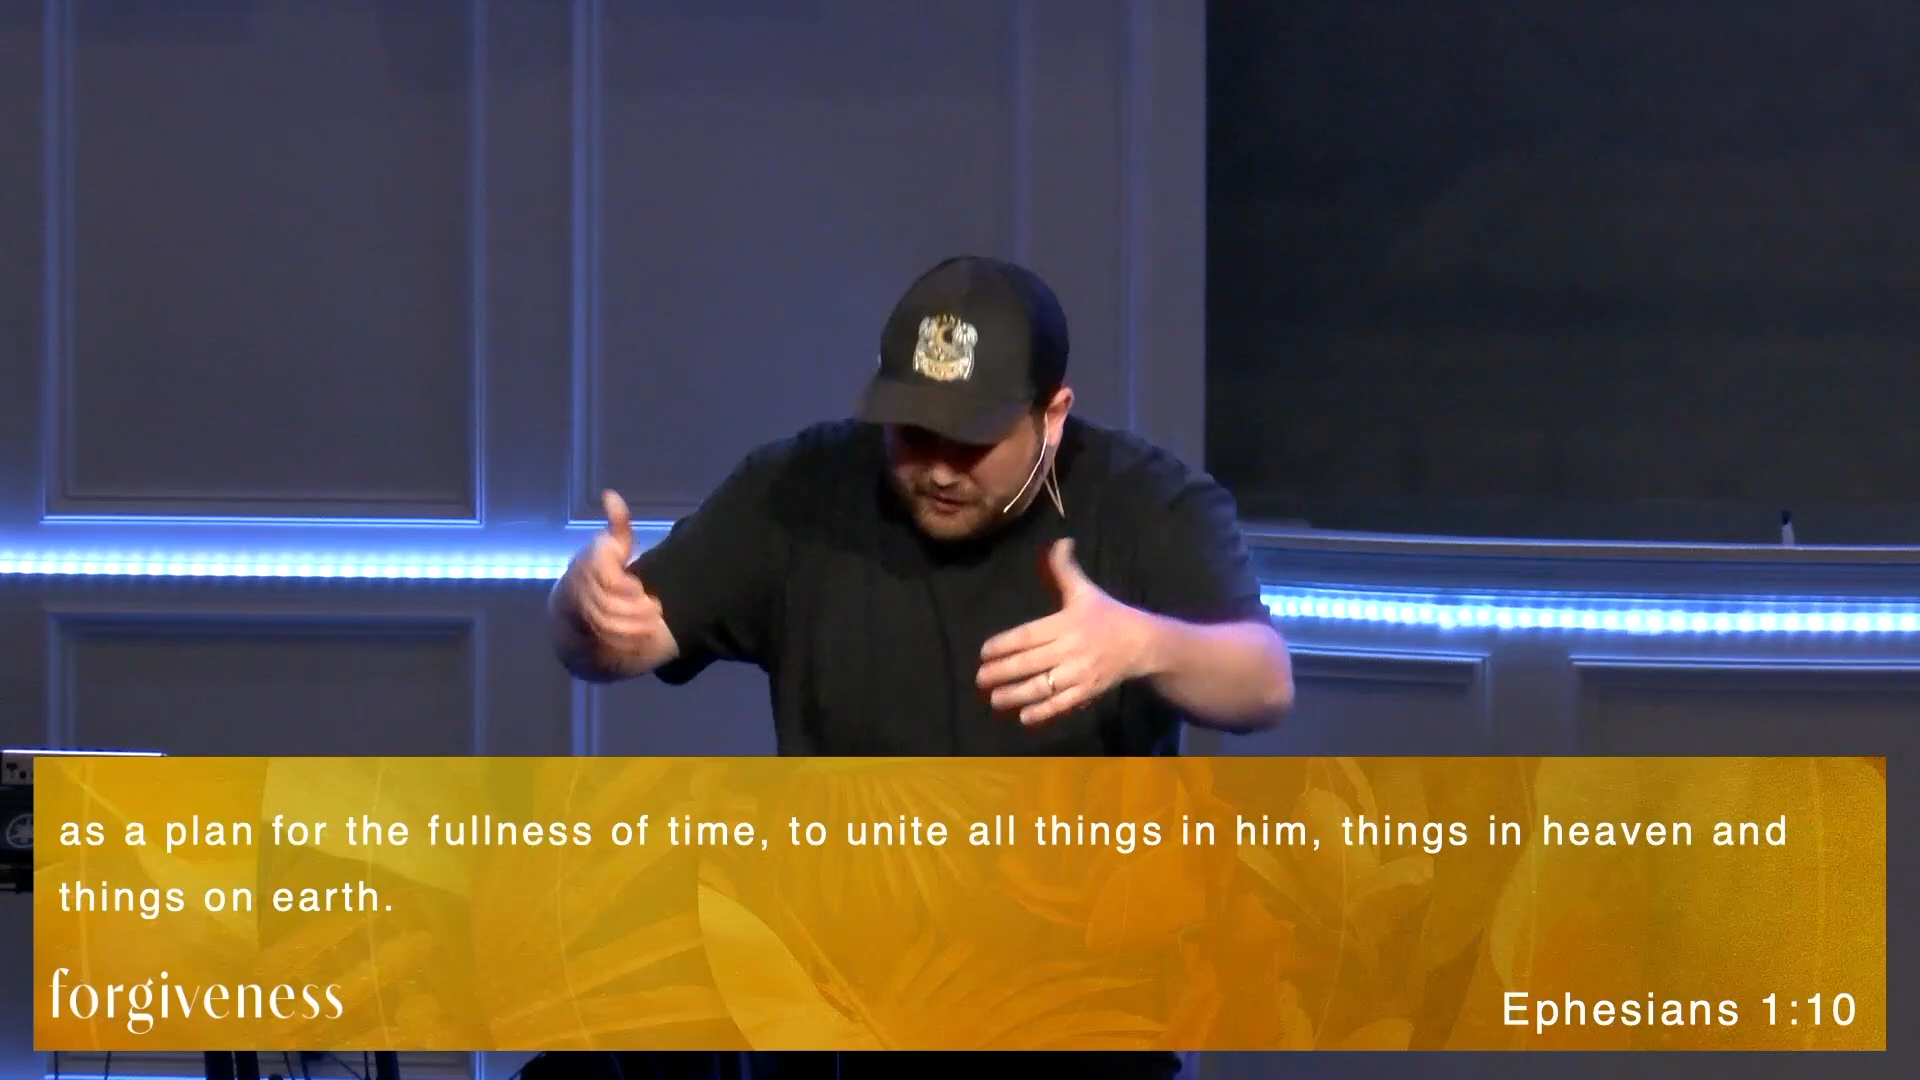 as a plan for the fullness of time, to unite all things in him, things in heaven and
things on earth.
forgiveness
Ephesians 1:10